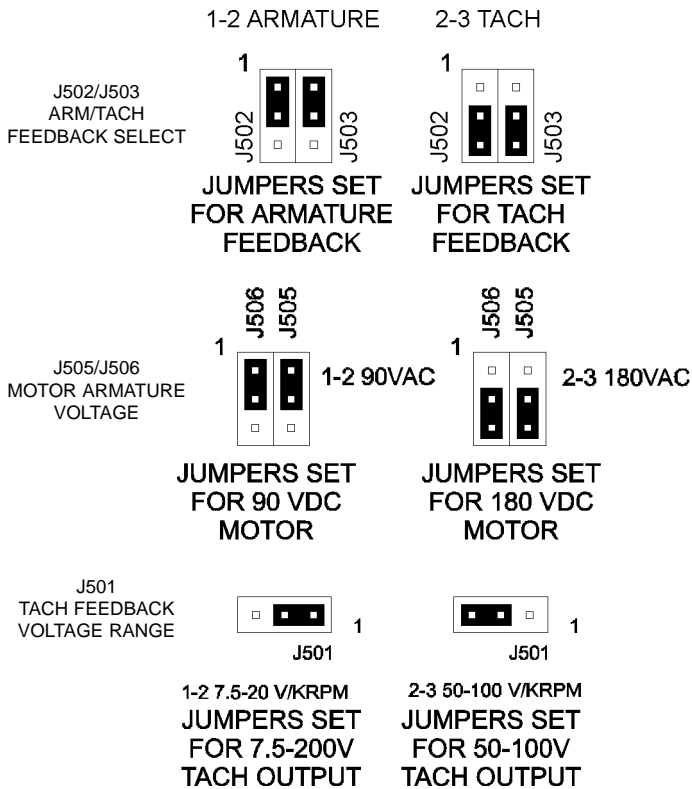 1-2 ARMATURE
2-3 TACH
J502/J503
ARM/TACH
FEEDBACK SELECT
1
J502
J503
JUMPERS SET
FOR ARMATURE
FEEDBACK
1
J502
J503
JUMPERS SET
FOR TACH
FEEDBACK
J505/J506
MOTOR ARMATURE
VOLTAGE
J506
J505
1
1-2 90VAC
JUMPERS SET
FOR 90 VDC
MOTOR
J506
J505
1
2-3 180VAC
JUMPERS SET
FOR 180 VDC
MOTOR
J501
TACH FEEDBACK
VOLTAGE RANGE
1
J501
1-2 7.5-20 V/KRPM
JUMPERS SET
FOR 7.5-200V
TACH OUTPUT
1
J501
2-3 50-100 V/KRPM
JUMPERS SET
FOR 50-100V
TACH OUTPUT